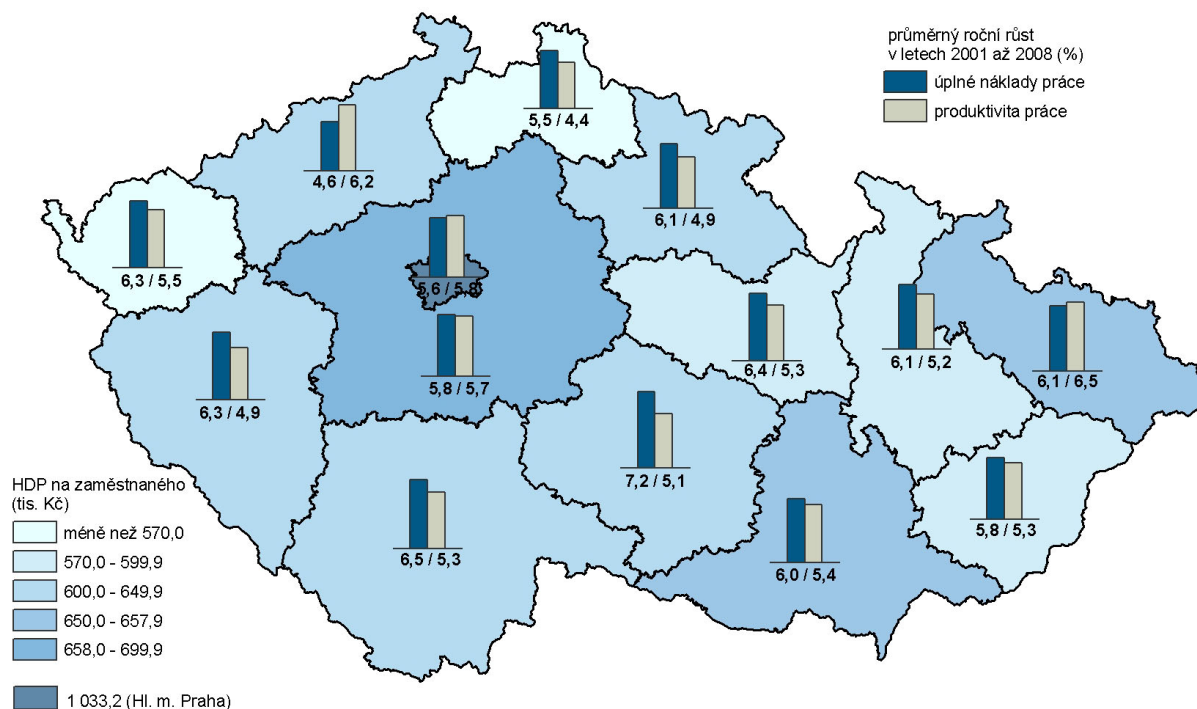 průměrný roční růst
v letech 2001 až 2008 (%)
úplné náklady práce
produktivita práce
5,5 / 4,4
4,6 / 6,2
6,1 / 4,9
6,3 / 5,5
5,6 / 5,8
6,4 / 5,3
6,1 / 5,2
6,1 / 6,5
5,8 / 5,7
6,3 / 4,9
7,2 / 5,1
5,8 / 5,3
6,5 / 5,3
6,0 / 5,4
HDP na zaměstnaného
(tis. Kč)
méně než 570,0
570,0 - 599,9
600,0 - 649,9
650,0 - 657,9
658,0 - 699,9
1 033,2 (Hl. m. Praha)